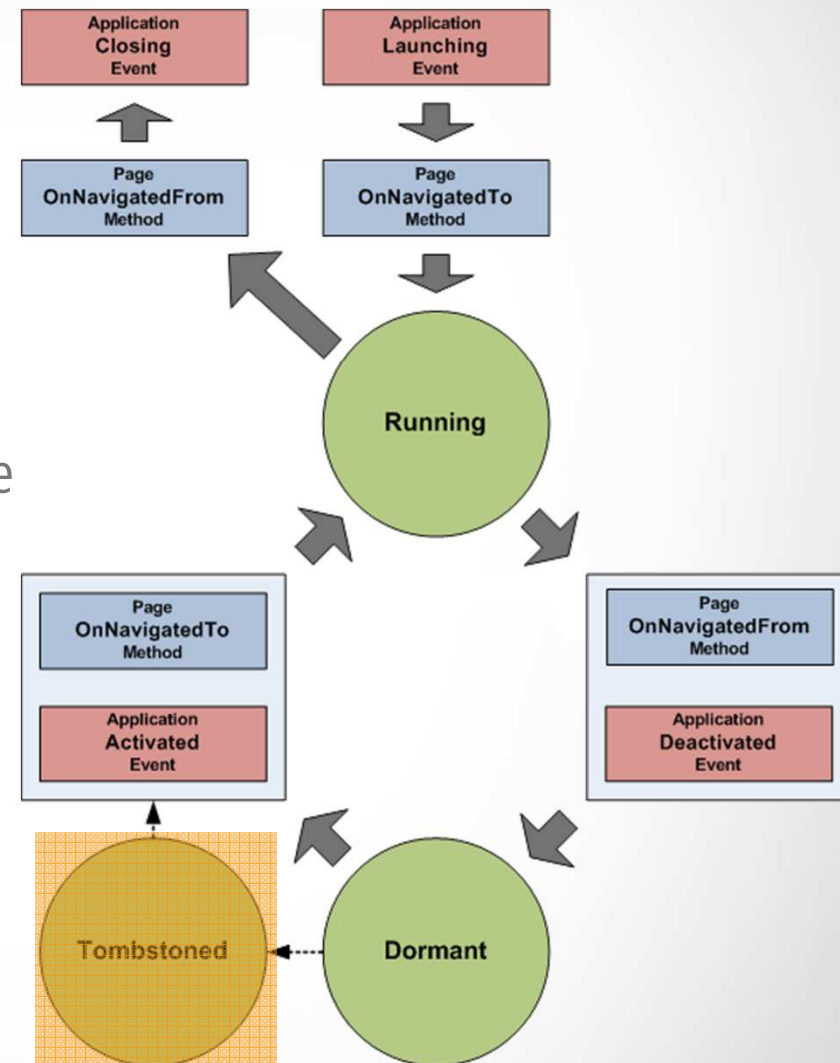 Application
Closing
Event
Application
Launching
Event
Page
OnNavigatedFrom
Method
Page
OnNavigatedTo
Method
Running
e
Page
OnNavigatedTo
Method
Application
Activated
Event
Page
OnNavigatedFrom
Method
Application
Deactivated
Event
Tombstoned
Dormant